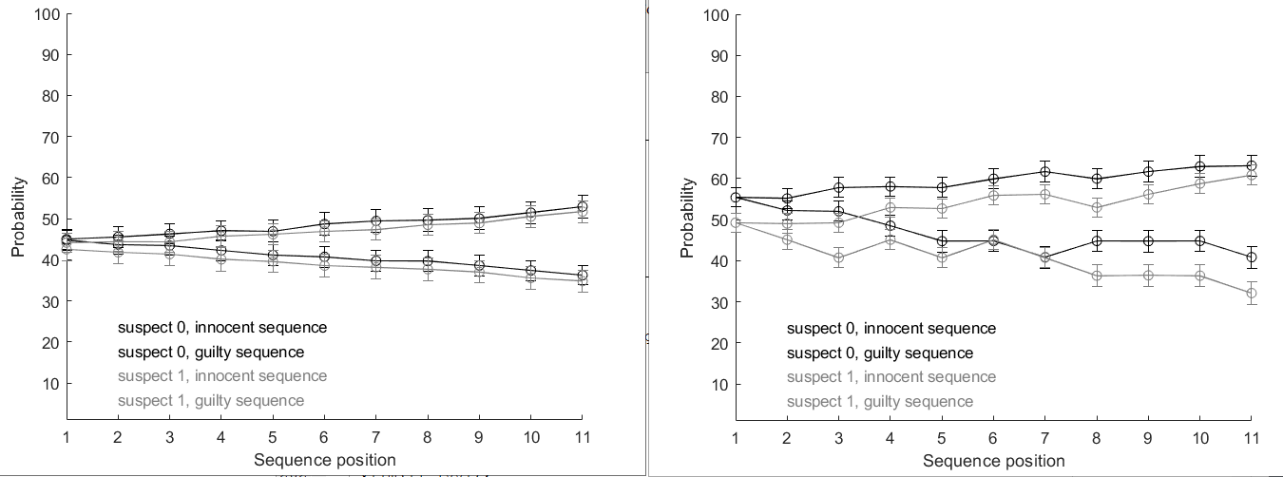 100
90
80
70
60
50
40
30
20
10
Probability
suspect 0, innocent sequence
suspect 0, guilty sequence
suspect 1, innocent sequence
suspect 1, guilty sequence
1 2 3 4 5 6 7 8 9 10 11
Sequence position
100
90
80
70
60
50
40
30
20
10
Probability
suspect 0, innocent sequence
suspect 0, guilty sequence
suspect 1, innocent sequence
suspect 1, guilty sequence
1 2 3 4 5 6 7 8 9 10 11
Sequence position